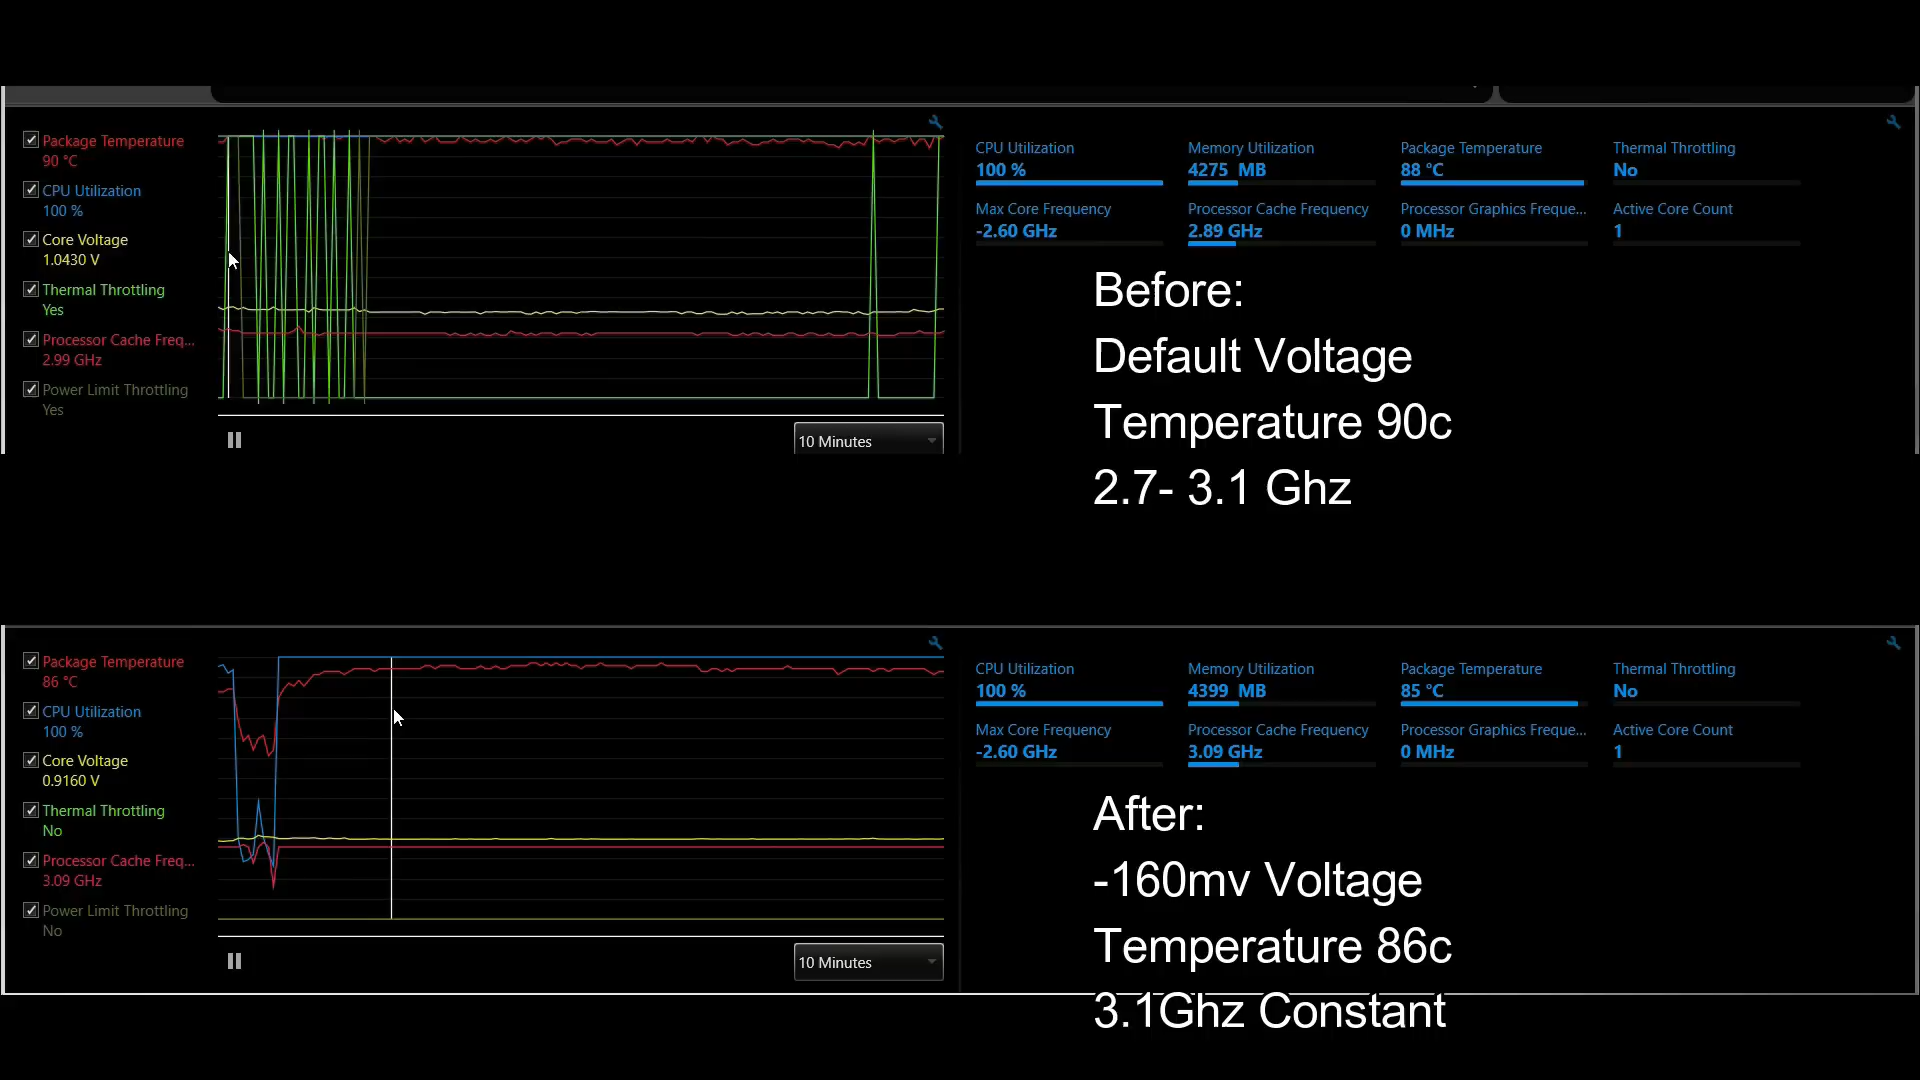 Package Temperature
90 °C
CPU Utilization
100 %
Core Voltage
1.0430 V
Thermal Throttling
Yes
Processor Cache Freq...
2.99 GHz
Power Limit Throttling
Yes
10 Minutes
CPU Utilization
100 %
Memory Utilization
4275 MB
Package Temperature
88 °C
Thermal Throttling
No
Max Core Frequency
-2.60 GHz
Processor Cache Frequency
2.89 GHz
Processor Graphics Freque...
0 MHz
Active Core Count
1
Before:
Default Voltage
Temperature 90c
2.7- 3.1 Ghz
Package Temperature
86 °C
CPU Utilization
100 %
Core Voltage
0.9160 V
Thermal Throttling
No
Processor Cache Freq...
3.09 GHz
Power Limit Throttling
No
10 Minutes
CPU Utilization
100 %
Memory Utilization
4399 MB
Package Temperature
85 °C
Thermal Throttling
No
Max Core Frequency
-2.60 GHz
Processor Cache Frequency
3.09 GHz
Processor Graphics Freque...
0 MHz
Active Core Count
1
After:
-160mv Voltage
Temperature 86c
3.1Ghz Constant